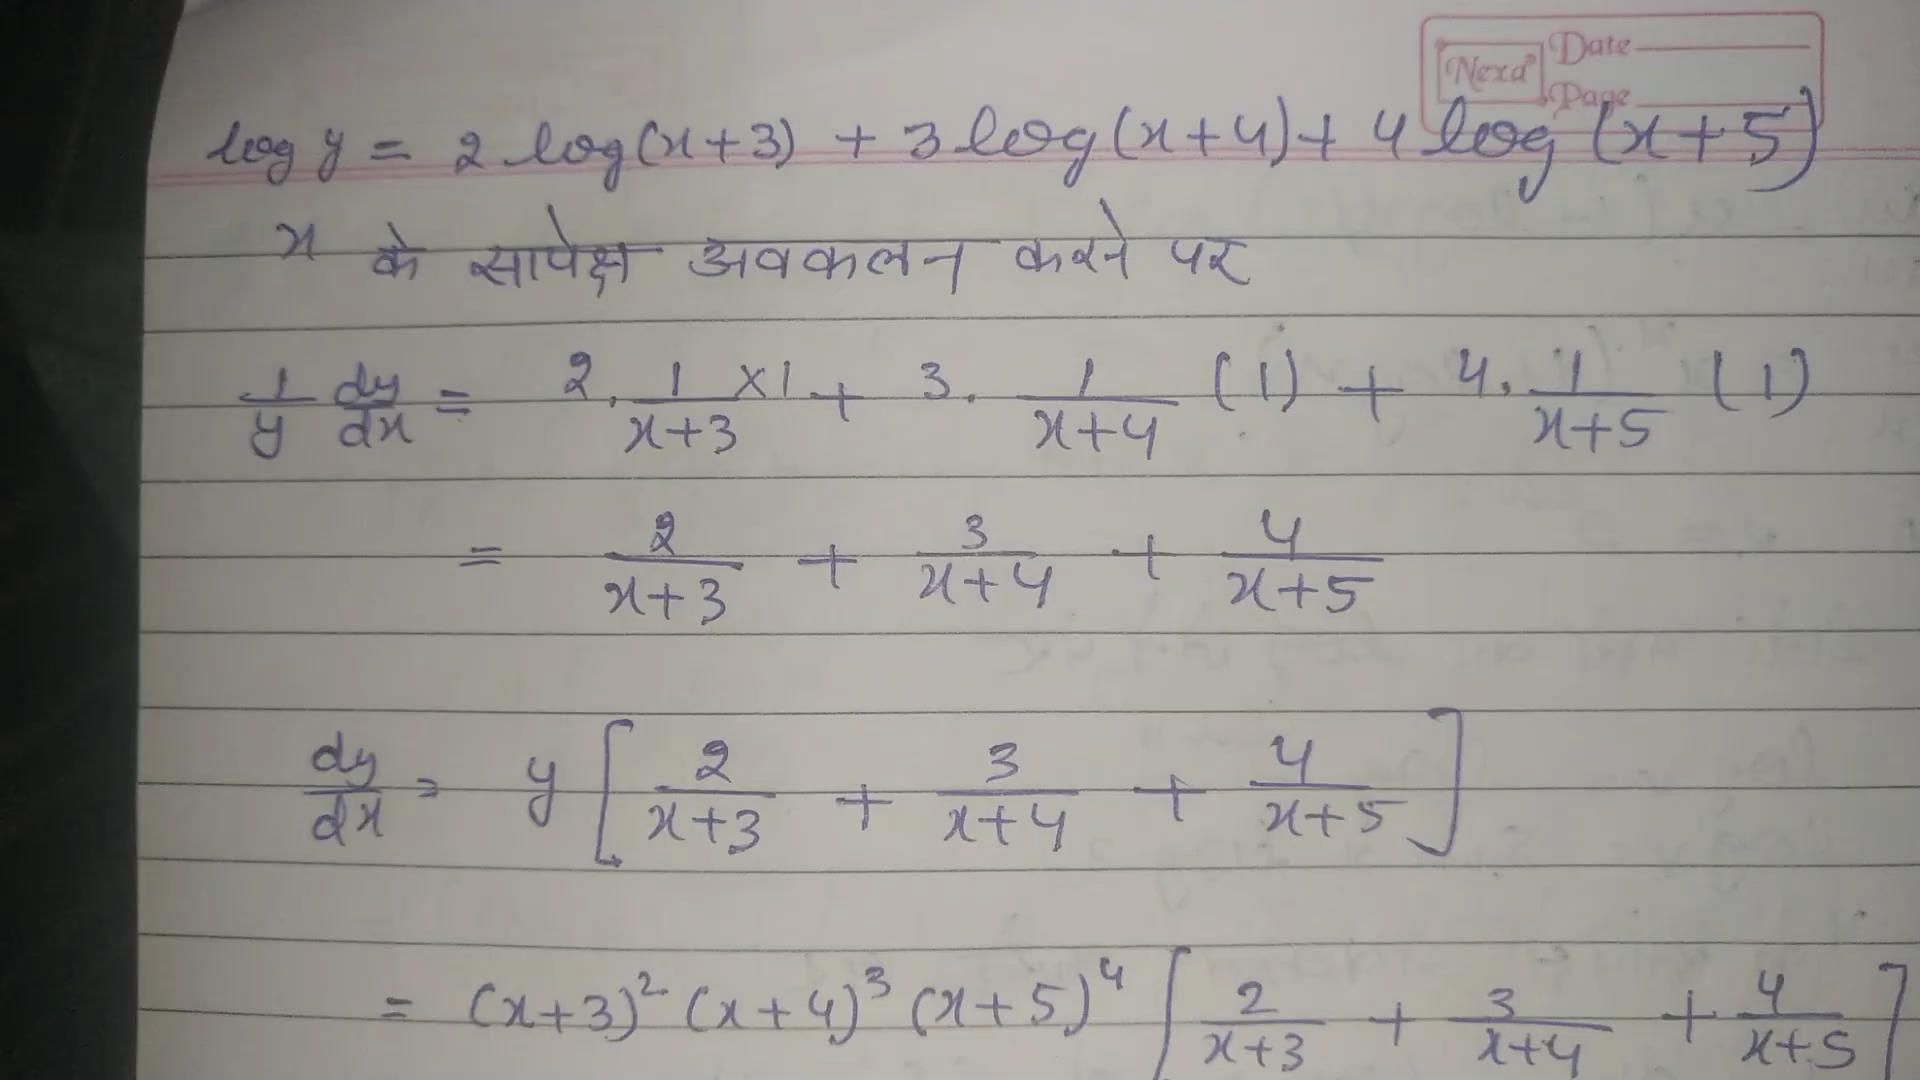 Nexa
Date
Page
log y = 2 log(x+3) + 3 log(x+4) + 4 log(x+5)
x के सापेक्ष अवकलन करने पर
1/y dy/dx = 2. 1/(x+3) ×1 + 3. 1/(x+4) (1) + 4. 1/(x+5) (1)
= 2/(x+3) + 3/(x+4) + 4/(x+5)
dy/dx = y [2/(x+3) + 3/(x+4) + 4/(x+5)]
= (x+3)² (x+4)³ (x+5)⁴ [2/(x+3) + 3/(x+4) + 4/(x+5)]